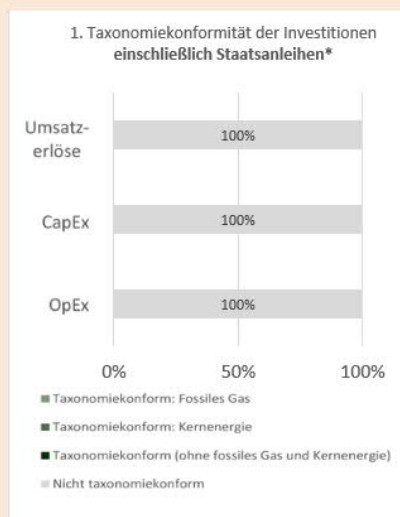 1. Taxonomiekonformität der Investitionen
einschließlich Staatsanleihen*
Umsatz-
erlöse
100%
CapEx
100%
OpEx
100%
0%
50%
100%
Taxonomiekonform: Fossiles Gas
Taxonomiekonform: Kernenergie
Taxonomiekonform (ohne fossiles Gas und Kernenergie)
Nicht taxonomiekonform